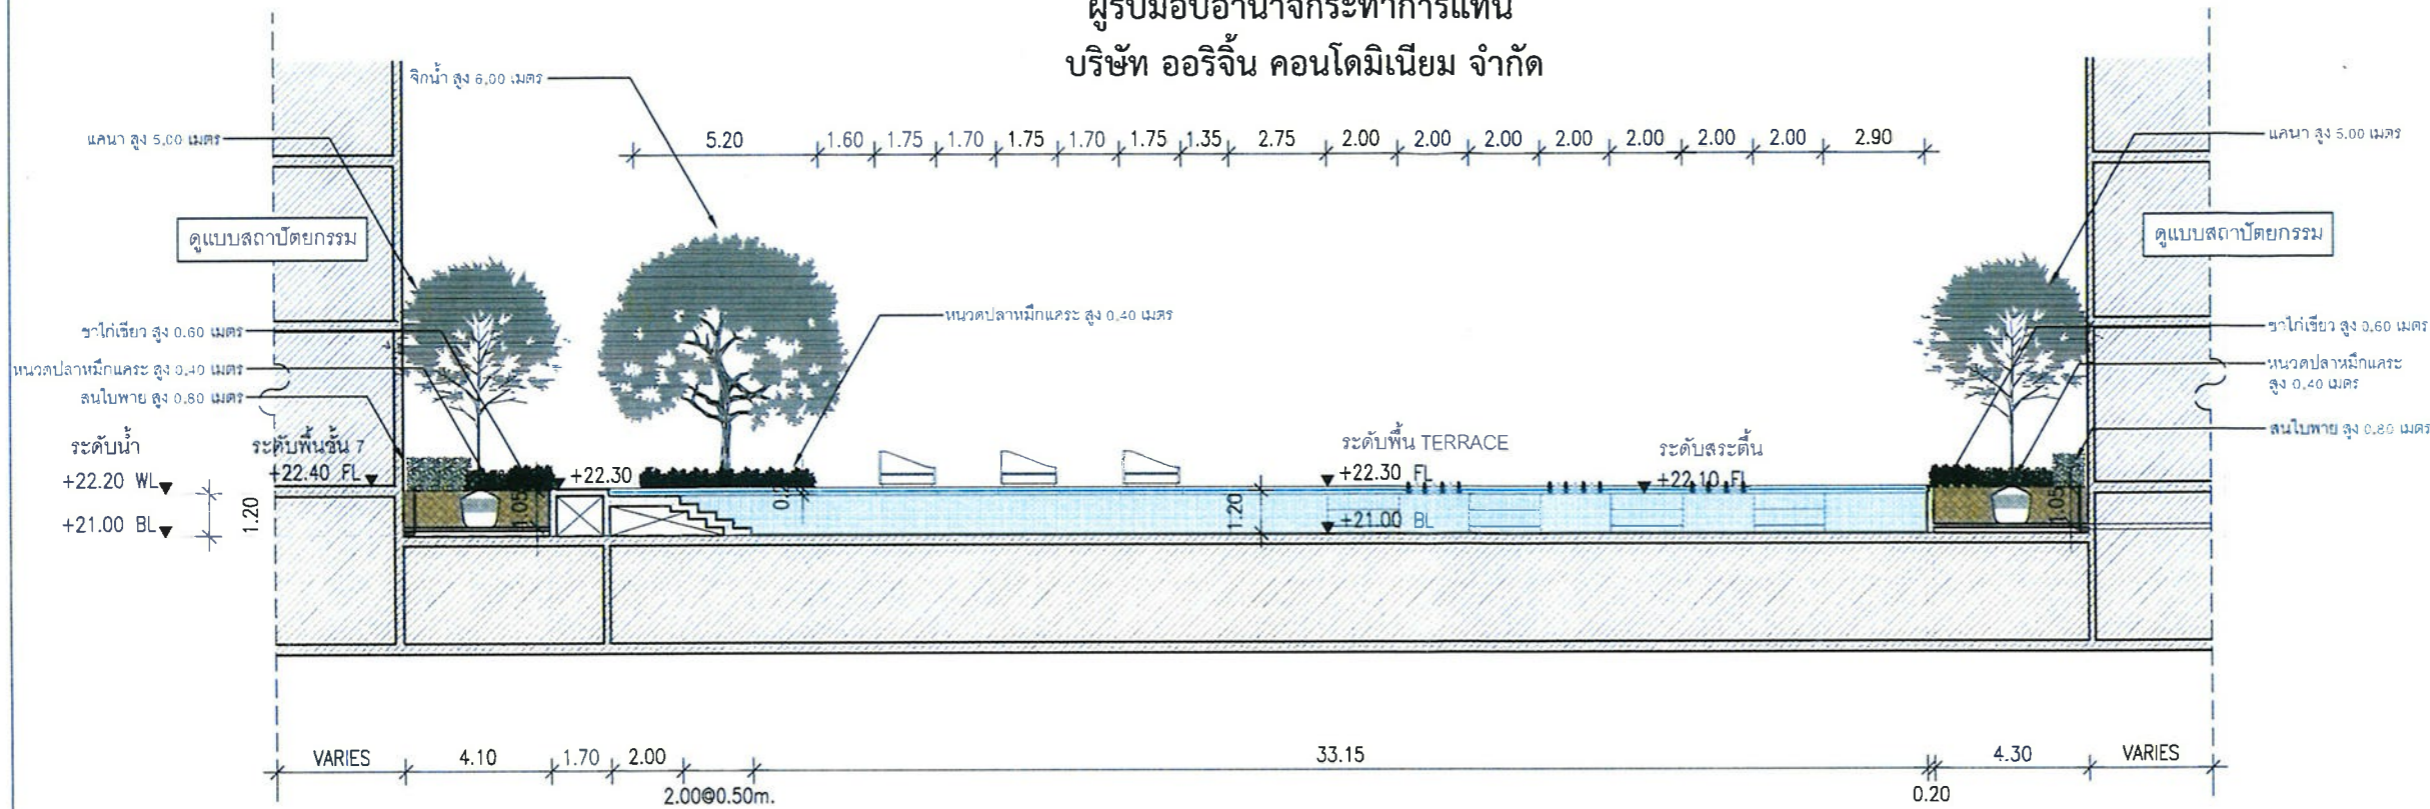 ผู้รับมอบอำนาจกระทำการแทน
บริษัท ออริจิ้น คอนโดมิเนียม จำกัด
จิกน้ำ สูง 6.00 เมตร
แคนา สูง 5.00 เมตร
แคนา สูง 5.00 เมตร
5.20 1.60 1.75 1.70 1.75 1.70 1.75 1.35 2.75 2.00 2.00 2.00 2.00 2.00 2.00 2.00 2.90
ดูแบบสถาปัตยกรรม
ดูแบบสถาปัตยกรรม
หนวดปลาหมึกแคระ สูง 0.40 เมตร
ชาไก่เขียว สูง 0.60 เมตร
หนวดปลาหมึกแคระ สูง 0.40 เมตร
สนใบพาย สูง 0.80 เมตร
ชาไก่เขียว สูง 0.60 เมตร
หนวดปลาหมึกแคระ
สูง 0.40 เมตร
สนใบพาย สูง 0.80 เมตร
ระดับน้ำ
+22.20 WL
+21.00 BL
1.20
ระดับพื้นชั้น 7
+22.40 FL
1.05
+22.30
1.20
ระดับพื้น TERRACE
+22.30 FL
+21.00 BL
ระดับสระตื้น
+22.10 FL
1.05
VARIES 4.10 1.70 2.00 33.15 4.30 VARIES
2.00@0.50m. 0.20